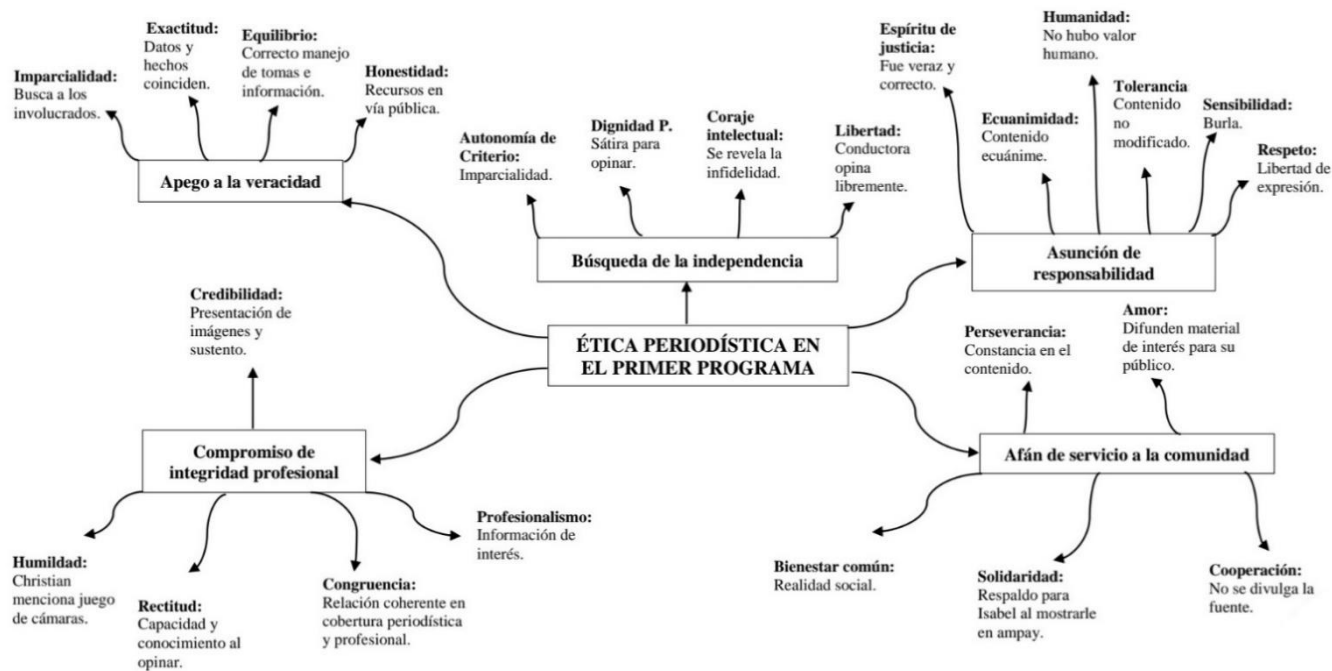 Imparcialidad:
Busca a los
involucrados.
Exactitud:
Datos y
hechos
coinciden.
Equilibrio:
Correcto manejo
de tomas e
información.
Honestidad:
Recursos en
vía pública.
Apego a la veracidad
Autonomía de
Criterio:
Imparcialidad.
Dignidad P.
Sátira para
opinar.
Coraje
intelectual:
Se revela la
infidelidad.
Libertad:
Conductora
opina
libremente.
Búsqueda de la independencia
Espíritu de
justicia:
Fue veraz y
correcto.
Ecuanimidad:
Contenido
ecuánime.
Humanidad:
No hubo valor
humano.
Tolerancia
Contenido
no
modificado.
Sensibilidad:
Burla.
Respeto:
Libertad de
expresión.
Asunción de
responsabilidad
ÉTICA PERIODÍSTICA EN
EL PRIMER PROGRAMA
Credibilidad:
Presentación de
imágenes y
sustento.
Compromiso de
integridad profesional
Humildad:
Christian
menciona juego
de cámaras.
Rectitud:
Capacidad y
conocimiento al
opinar.
Congruencia:
Relación coherente en
cobertura periodística
y profesional.
Profesionalismo:
Información de
interés.
Perseverancia:
Constancia en el
contenido.
Amor:
Difunden material
de interés para su
público.
Afán de servicio a la comunidad
Bienestar común:
Realidad social.
Solidaridad:
Respaldo para
Isabel al mostrarle
en ampay.
Cooperación:
No se divulga la
fuente.